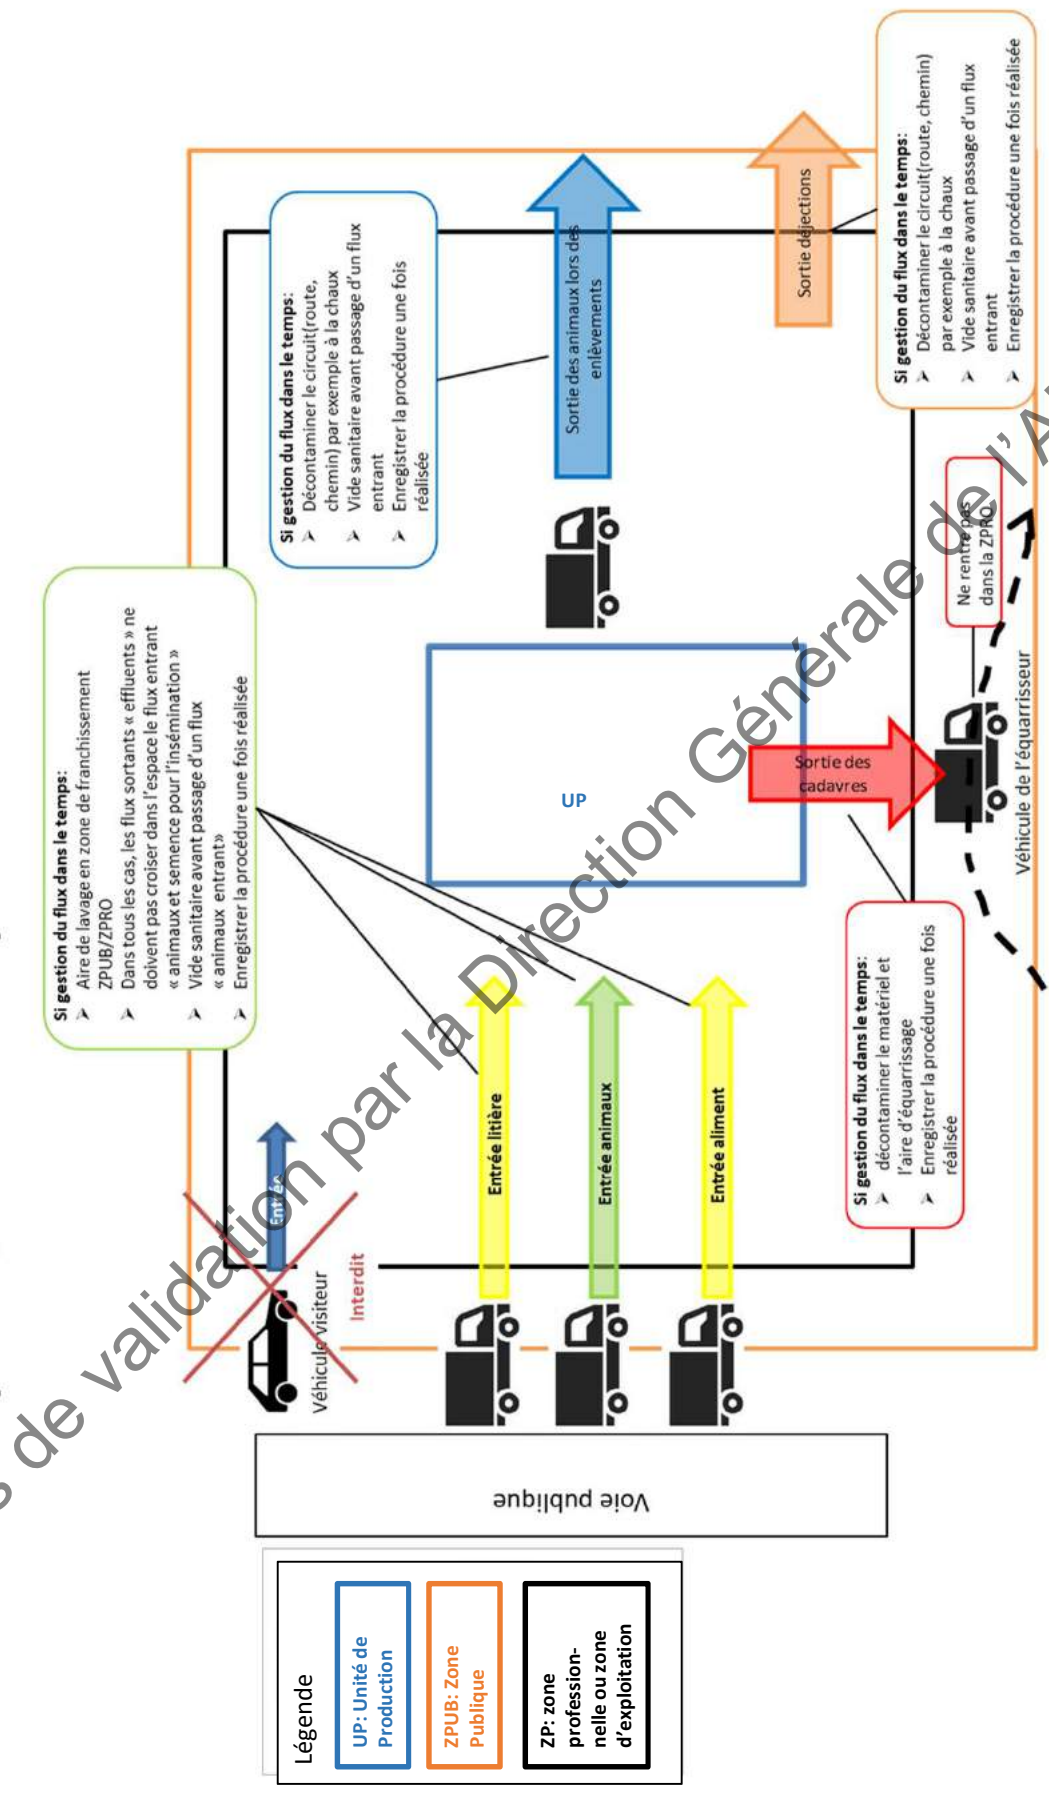 Si gestion du flux dans le temps:
➤ Aire de lavage en zone de franchissement
ZPUB/ZPRO
➤ Dans tous les cas, les flux sortants « effluents » ne
doivent pas croiser dans l'espace le flux entrant
« animaux et semence pour l'insémination »
➤ Vide sanitaire avant passage d'un flux
« animaux entrant»
➤ Enregistrer la procédure une fois réalisée
Si gestion du flux dans le temps:
➤ Décontaminer le circuit(route,
chemin) par exemple à la chaux
➤ Vide sanitaire avant passage d'un flux
entrant
➤ Enregistrer la procédure une fois
réalisée
Entrée
Véhicule visiteur
Interdit
Entrée litière
Entrée animaux
Entrée aliment
UP
Sortie des animaux lors des
enlèvements
Sortie déjections
Sortie des
cadavres
Si gestion du flux dans le temps:
➤ décontaminer le matériel et
l'aire d'équarrissage
➤ Enregistrer la procédure une fois
réalisée
Ne rentre pas
dans la ZPRO
Véhicule de l'équarrisseur
Si gestion du flux dans le temps:
➤ Décontaminer le circuit(route, chemin)
par exemple à la chaux
➤ Vide sanitaire avant passage d'un flux
entrant
➤ Enregistrer la procédure une fois réalisée
Voie publique
Légende
UP: Unité de
Production
ZPUB: Zone
Publique
ZP: zone
profession-
nelle ou zone
d'exploitation
de validation par la Direction Générale de l'